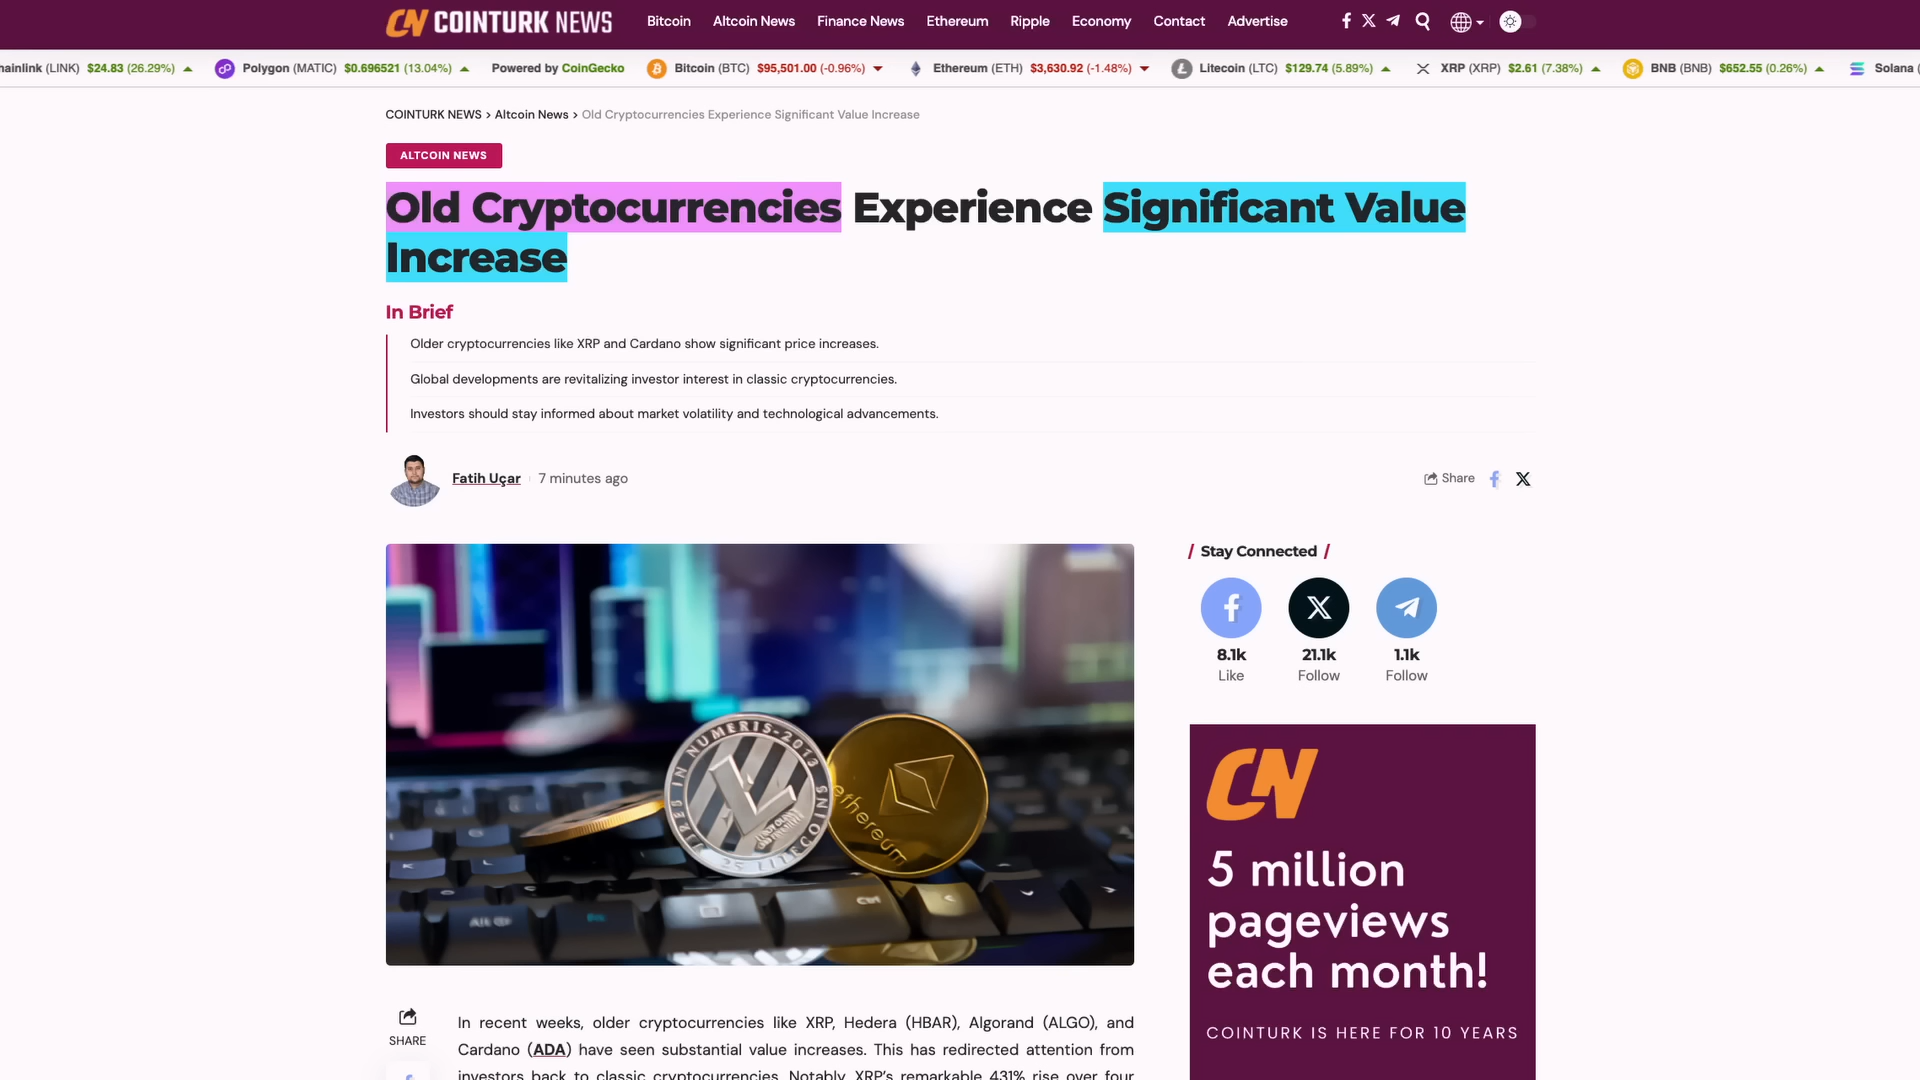 CN COINTURK NEWS
Bitcoin Altcoin News Finance News Ethereum Ripple Economy Contact Advertise
(LINK) $24.83 (26.29%) Polygon (MATIC) $0.696521 (13.04%) Powered by CoinGecko Bitcoin (BTC) $95,501.00 (-0.96%) Ethereum (ETH) $3,630.92 (-1.48%) Litecoin (LTC) $129.74 (5.89%) XRP (XRP) $2.61 (7.38%) BNB (BNB) $652.55 (0.26%) Solana
COINTURK NEWS > Altcoin News > Old Cryptocurrencies Experience Significant Value Increase
ALTCOIN NEWS
Old Cryptocurrencies Experience Significant Value
Increase
In Brief
Older cryptocurrencies like XRP and Cardano show significant price increases.
Global developments are revitalizing investor interest in classic cryptocurrencies.
Investors should stay informed about market volatility and technological advancements.
Fatih Uçar 7 minutes ago
Share
/ Stay Connected /
8.1k 21.1k 1.1k
Like Follow Follow
NUMERIS-2013
25 LITECOINS
ethereum
Alt
Ctrl
CN
5 million
pageviews
each month!
COINTURK IS HERE FOR 10 YEARS
SHARE
In recent weeks, older cryptocurrencies like XRP, Hedera (HBAR), Algorand (ALGO), and
Cardano (ADA) have seen substantial value increases. This has redirected attention from
investors back to classic cryptocurrencies. Notably, XRP's remarkable 431% rise over four